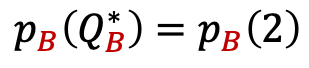 p_B(Q_B^*) = p_B(2)